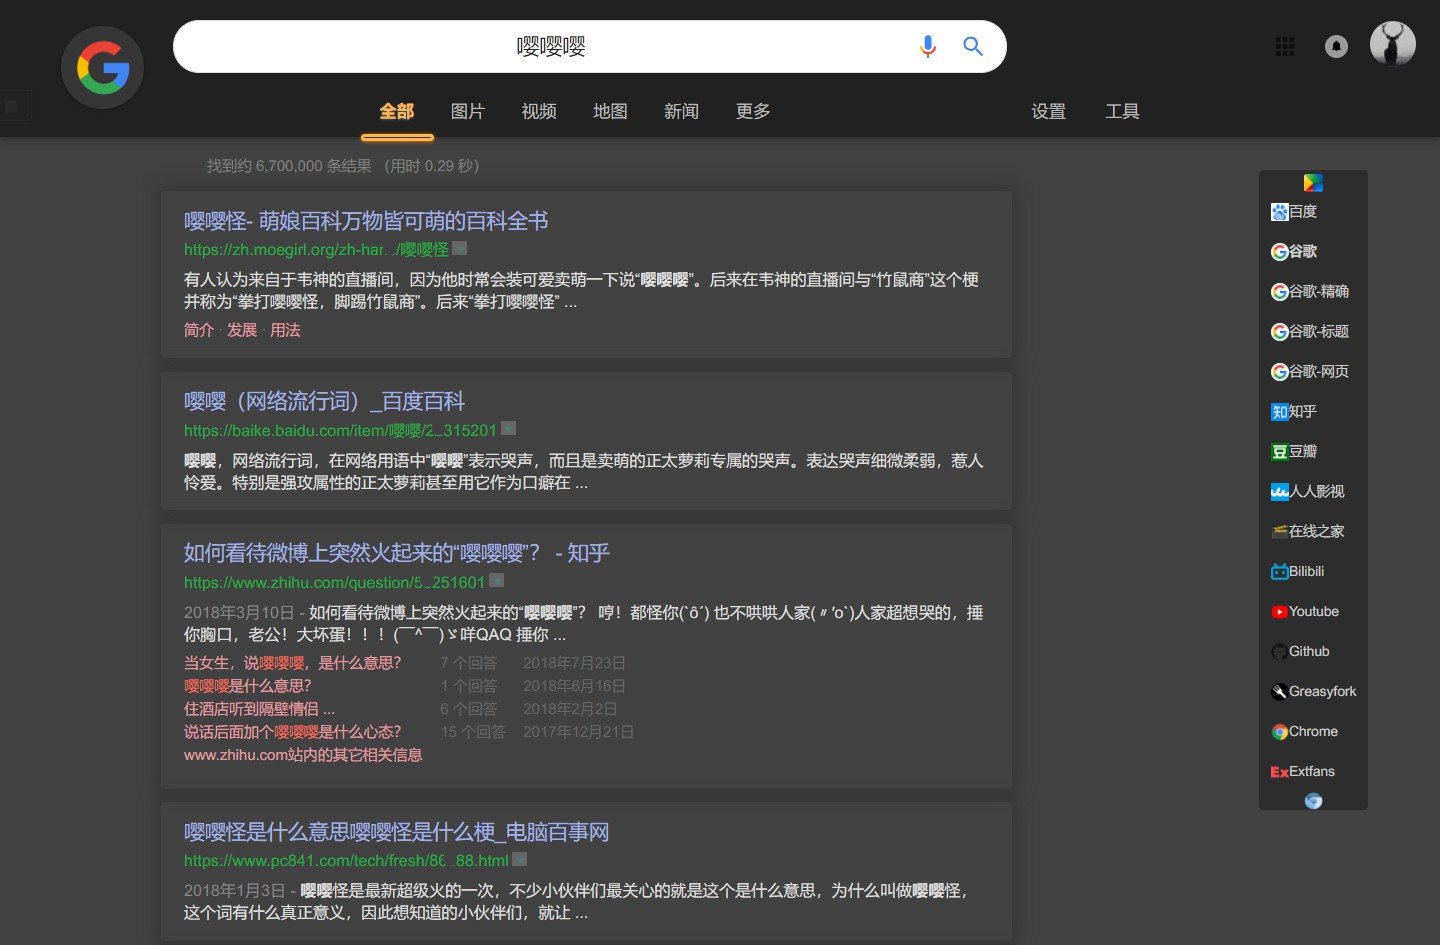 嘤嘤嘤
全部 图片 视频 地图 新闻 更多 设置 工具
找到约 6,700,000 条结果 （用时 0.29 秒）
嘤嘤怪- 萌娘百科万物皆可萌的百科全书
https://zh.moegirl.org/zh-har…/嘤嘤怪
有人认为来自于韦神的直播间，因为他时常会装可爱卖萌一下说“嘤嘤嘤”。后来在韦神的直播间与“竹鼠商”这个梗
并称为“拳打嘤嘤怪，脚踢竹鼠商”。后来“拳打嘤嘤怪” ...
简介 · 发展 · 用法
嘤嘤（网络流行词）_百度百科
https://baike.baidu.com/item/嘤嘤/2_315201
嘤嘤，网络流行词，在网络用语中“嘤嘤”表示哭声，而且是卖萌的正太萝莉专属的哭声。表达哭声细微柔弱，惹人
怜爱。特别是强攻属性的正太萝莉甚至用它作为口癖在 ...
如何看待微博上突然火起来的“嘤嘤嘤”？ - 知乎
https://www.zhihu.com/question/5_251601
2018年3月10日 - 如何看待微博上突然火起来的“嘤嘤嘤”？ 哼！都怪你(`ô´) 也不哄哄人家(〃'o`)人家超想哭的，捶
你胸口，老公！大坏蛋！！！(￣^￣)ゞ咩QAQ 捶你 ...
当女生，说嘤嘤嘤，是什么意思？ 7 个回答 2018年7月23日
嘤嘤嘤是什么意思？ 1 个回答 2018年6月16日
住酒店听到隔壁情侣 ... 6 个回答 2018年2月2日
说话后面加个嘤嘤嘤是什么心态？ 15 个回答 2017年12月21日
www.zhihu.com站内的其它相关信息
嘤嘤怪是什么意思嘤嘤怪是什么梗_电脑百事网
https://www.pc841.com/tech/fresh/86_88.html
2018年1月3日 - 嘤嘤怪是最新超级火的一次，不少小伙伴们最关心的就是这个是什么意思，为什么叫做嘤嘤怪，
这个词有什么真正意义，因此想知道的小伙伴们，就让 ...
百度
谷歌
谷歌-精确
谷歌-标题
谷歌-网页
知 知乎
豆 豆瓣
人人影视
在线之家
Bilibili
Youtube
Github
Greasyfork
Chrome
Ex Extfans